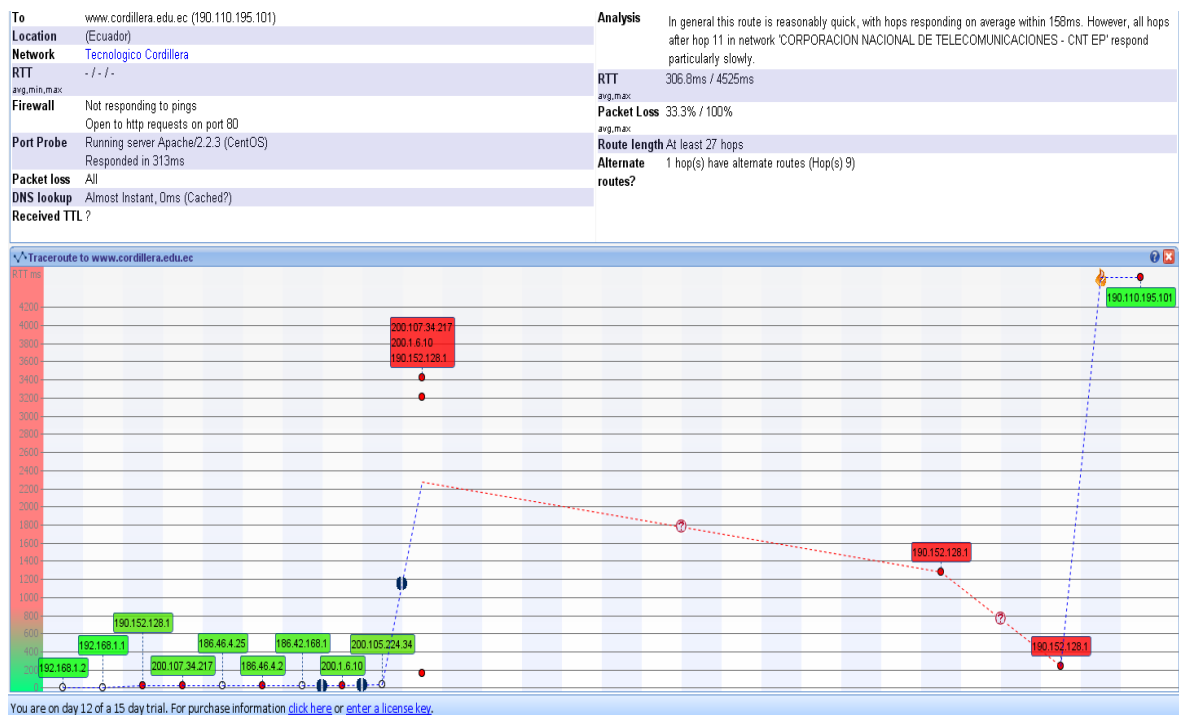 To www.cordillera.edu.ec (190.110.195.101)
Location (Ecuador)
Network Tecnologico Cordillera
RTT - / - / -
avg,min,max
Firewall Not responding to pings
Open to http requests on port 80
Port Probe Running server Apache/2.2.3 (CentOS)
Responded in 313ms
Packet loss All
DNS lookup Almost Instant, 0ms (Cached?)
Received TTL ?
Analysis In general this route is reasonably quick, with hops responding on average within 158ms. However, all hops
after hop 11 in network 'CORPORACION NACIONAL DE TELECOMUNICACIONES - CNT EP' respond
particularly slowly.
RTT 306.8ms / 4525ms
avg,max
Packet Loss 33.3% / 100%
avg,max
Route length At least 27 hops
Alternate 1 hop(s) have alternate routes (Hop(s) 9)
routes?
Traceroute to www.cordillera.edu.ec
RTT ms
4200
4000
3800
3600
3400
3200
3000
2800
2600
2400
2200
2000
1800
1600
1400
1200
1000
800
600
400
200
0
192.168.1.2
192.168.1.1
190.152.128.1
200.107.34.217
186.46.4.25
186.46.4.2
186.42.168.1
200.1.6.10
200.105.224.34
200.107.34.217
200.1.6.10
190.152.128.1
?
190.152.128.1
?
190.152.128.1
190.110.195.101
You are on day 12 of a 15 day trial. For purchase information click here or enter a license key.